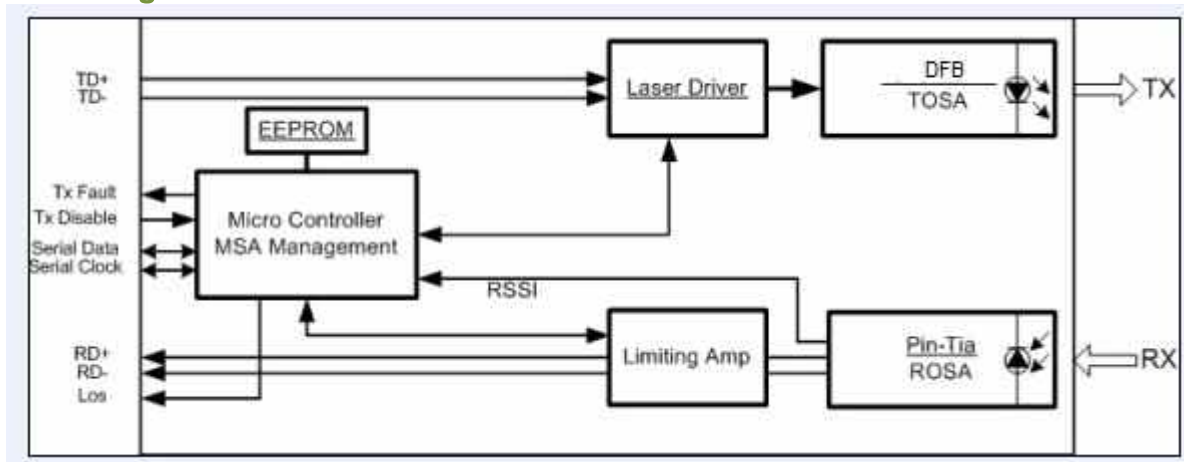 TD+
TD-
EEPROM
Laser Driver
DFB
TOSA
TX
Tx Fault
Tx Disable
Serial Data
Serial Clock
Micro Controller
MSA Management
RSSI
RD+
RD-
Los
Limiting Amp
Pin-Tia
ROSA
RX